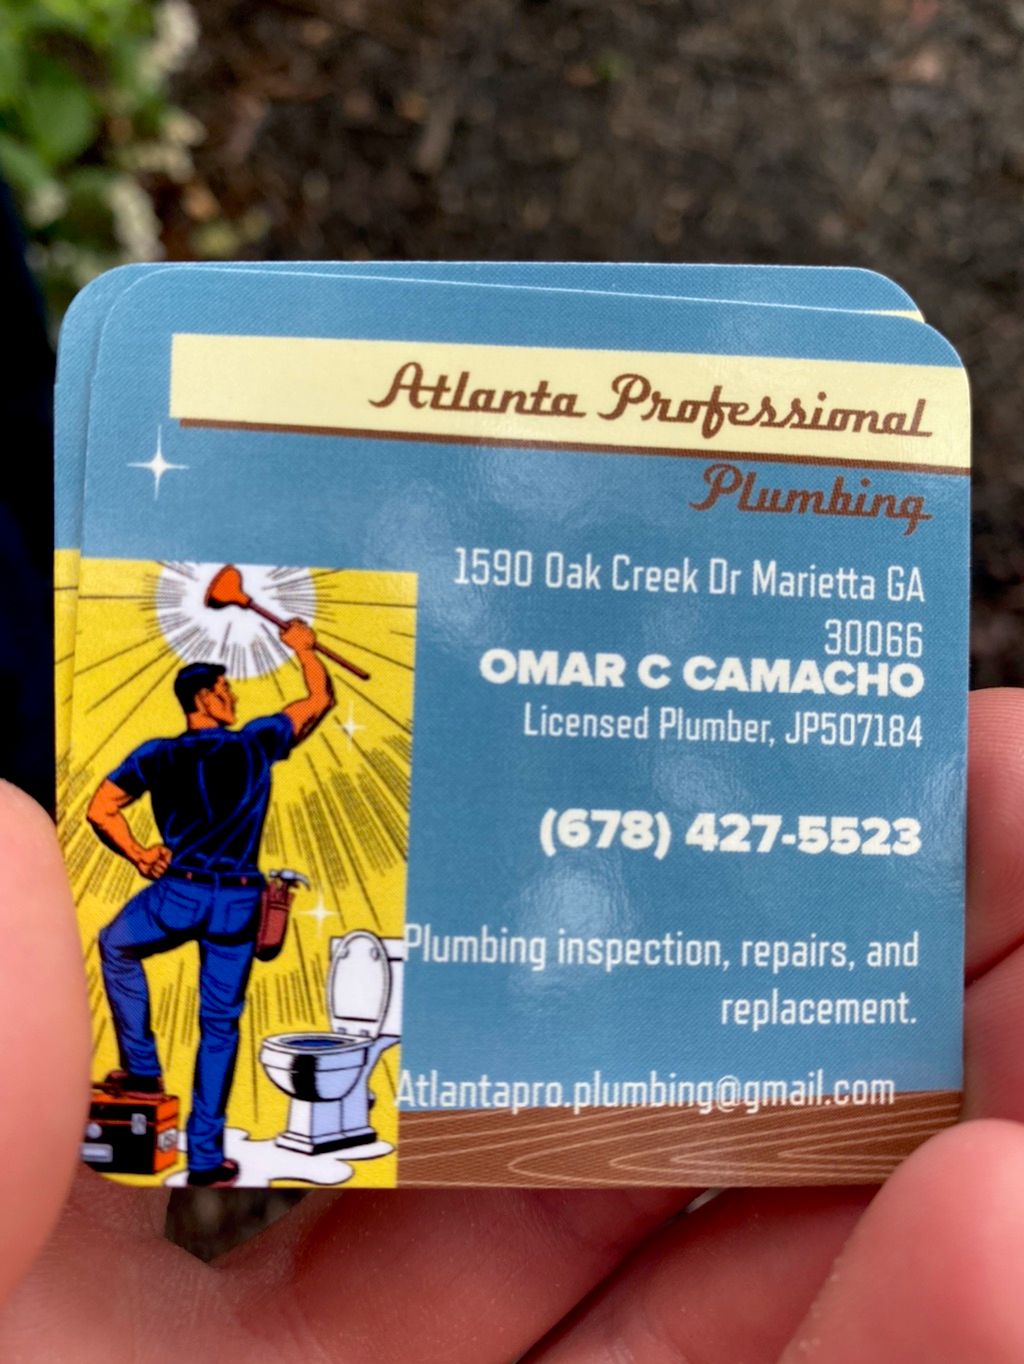 Atlanta Professional
Plumbing
1590 Oak Creek Dr Marietta GA
30066
OMAR C CAMACHO
Licensed Plumber, JP507184
(678) 427-5523
Plumbing inspection, repairs, and
replacement.
Atlantapro.plumbing@gmail.com